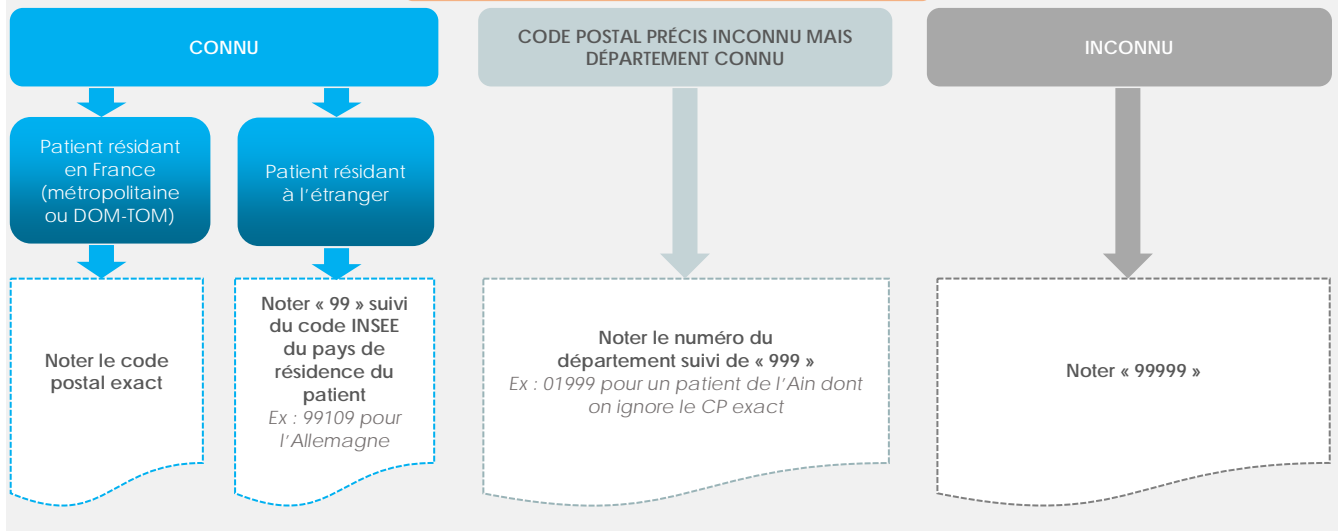 CONNU
CODE POSTAL PRÉCIS INCONNU MAIS
DÉPARTEMENT CONNU
INCONNU
Patient résidant
en France
(métropolitaine
ou DOM-TOM)
Patient résidant
à l’étranger
Noter le code
postal exact
Noter « 99 » suivi
du code INSEE
du pays de
résidence du
patient
Ex : 99109 pour
l’Allemagne
Noter le numéro du
département suivi de « 999 »
Ex : 01999 pour un patient de l’Ain dont
on ignore le CP exact
Noter « 99999 »